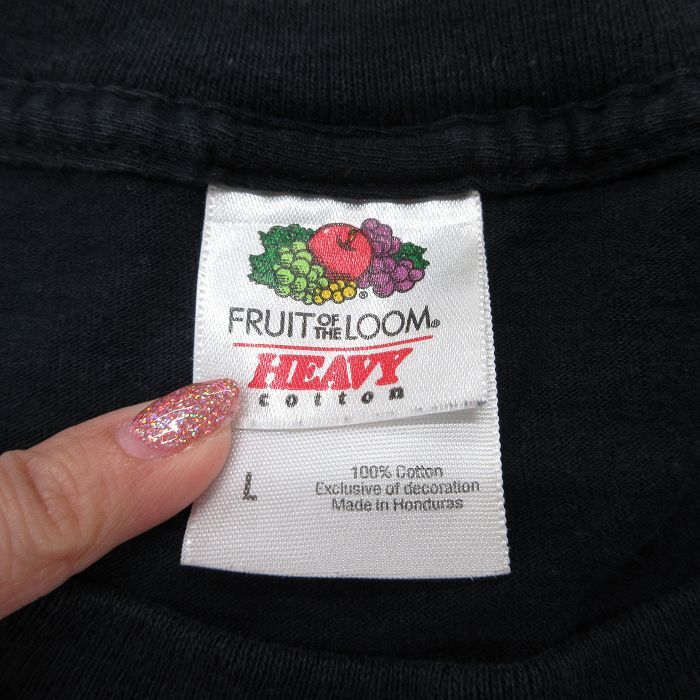 FRUIT OF THE LOOM®
HEAVY
cotton
L
100% Cotton
Exclusive of decoration
Made in Honduras